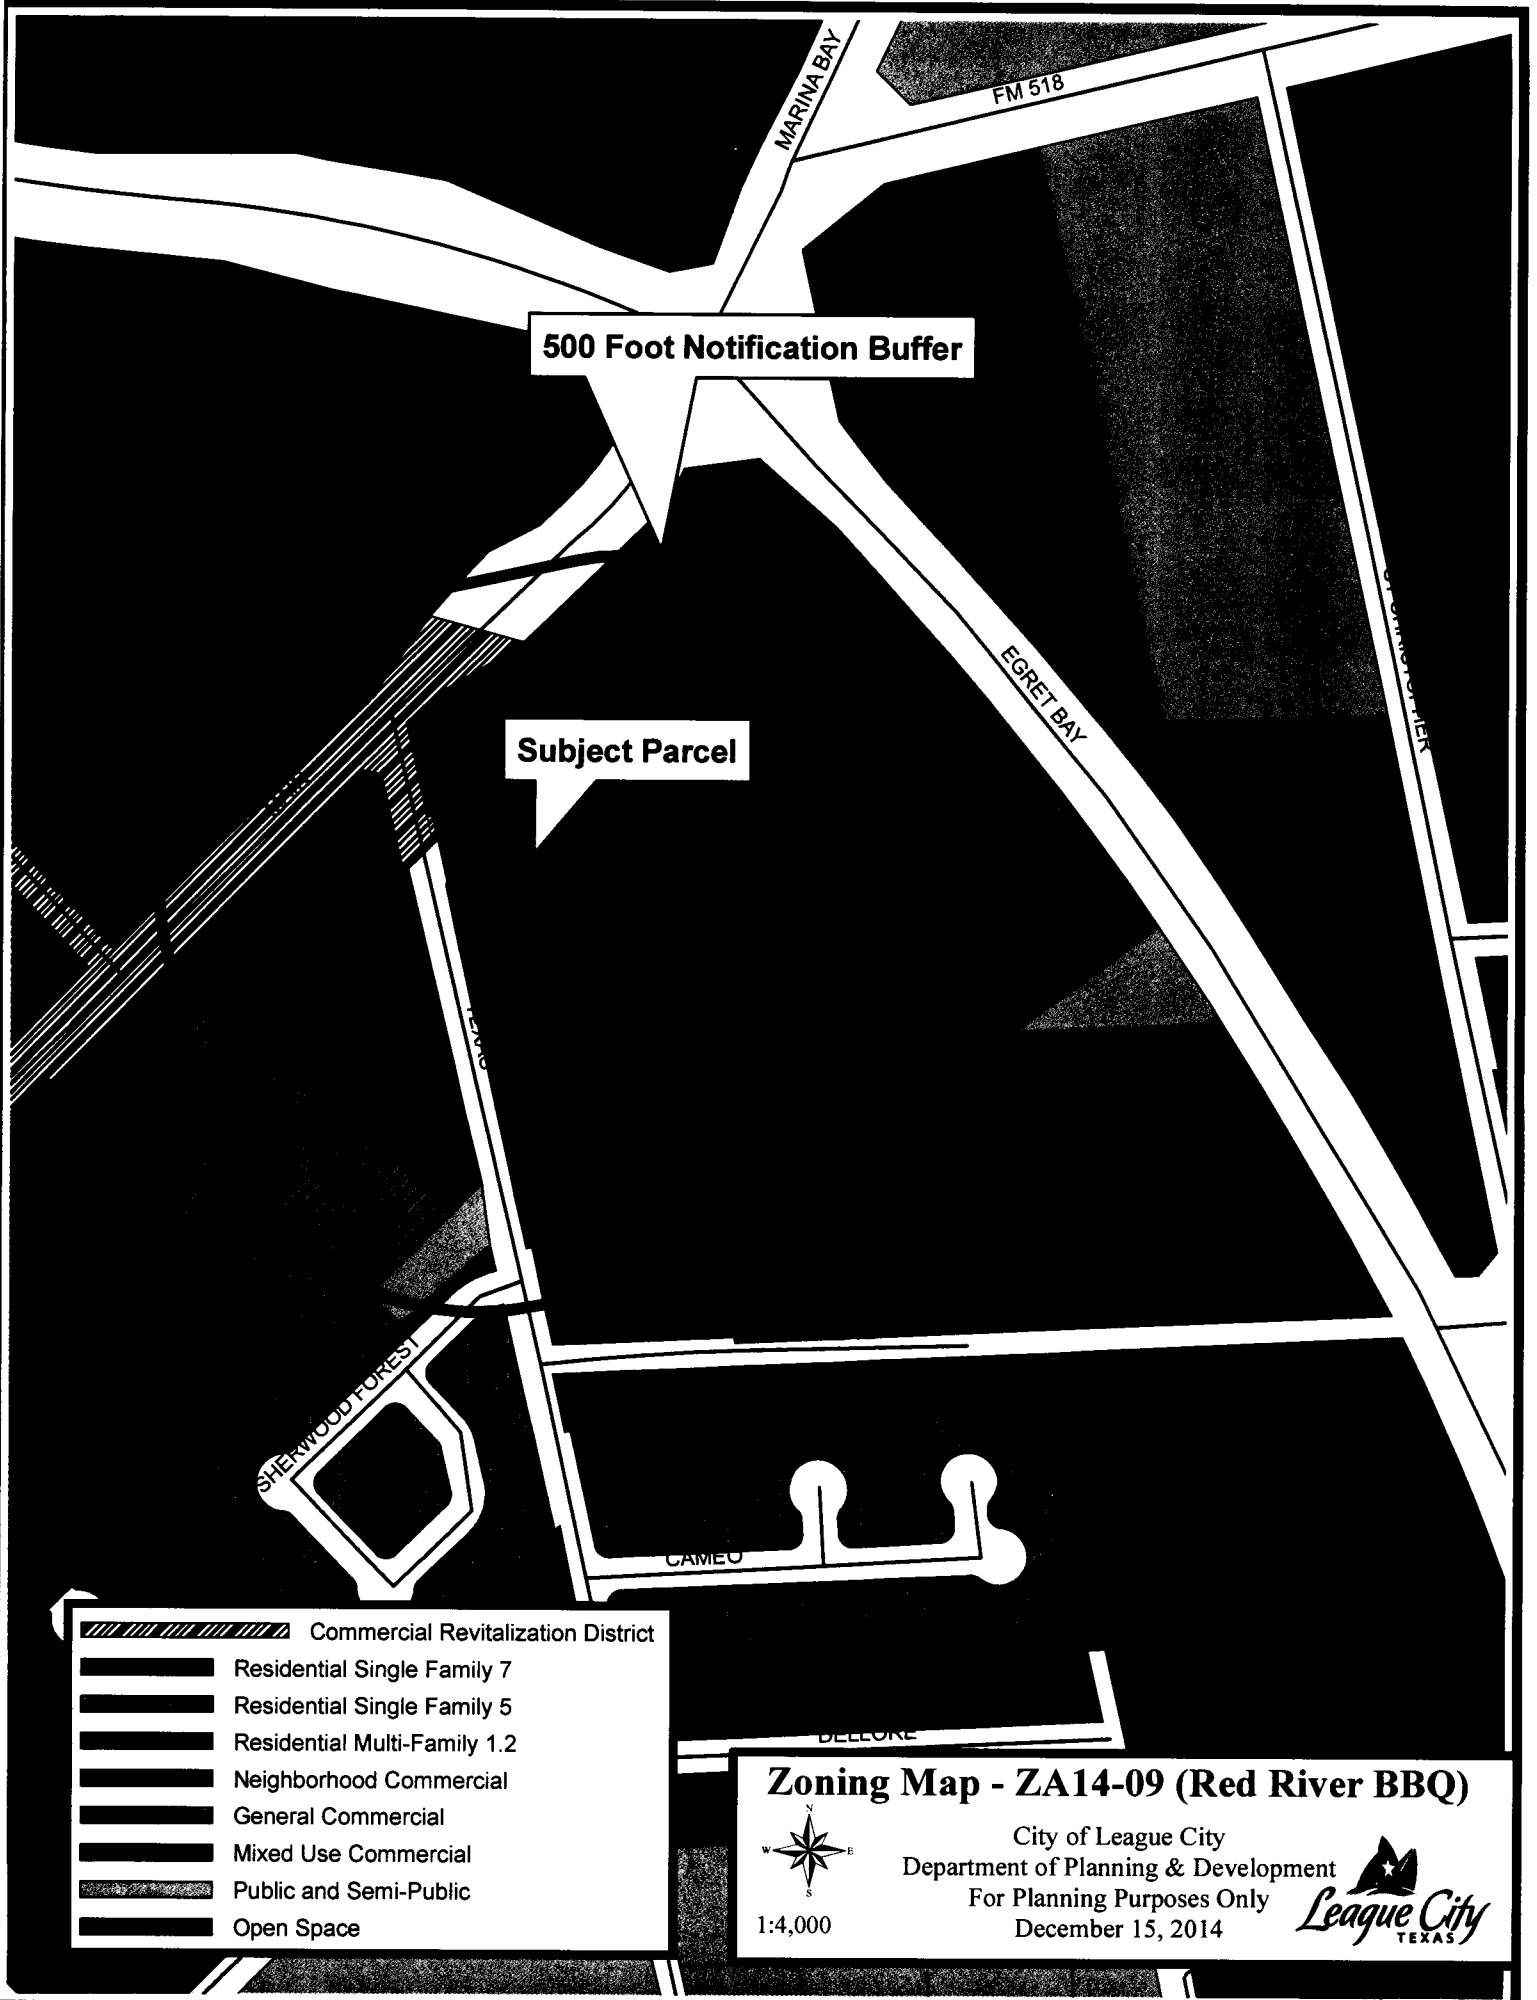 MARINA BAY
FM 518
500 Foot Notification Buffer
EGRET BAY
Subject Parcel
SHERWOOD FOREST
CAMEO
Commercial Revitalization District
Residential Single Family 7
Residential Single Family 5
Residential Multi-Family 1.2
Neighborhood Commercial
General Commercial
Mixed Use Commercial
Public and Semi-Public
Open Space
Zoning Map - ZA14-09 (Red River BBQ)
N
W E
S
1:4,000
City of League City
Department of Planning & Development
For Planning Purposes Only
December 15, 2014
League City
TEXAS